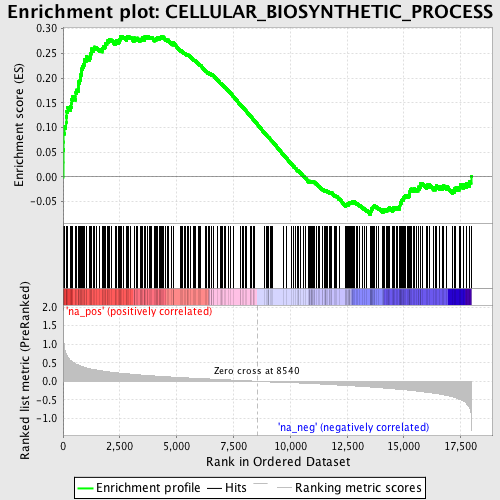 Enrichment plot: CELLULAR_BIOSYNTHETIC_PROCESS
Enrichment score (ES)
0.30
0.25
0.20
0.15
0.10
0.05
0.00
-0.05
'na_pos' (positively correlated)
Ranked list metric (PreRanked)
2.0
1.5
1.0
0.5
0.0
-0.5
-1.0
Zero cross at 8540
'na_neg' (negatively correlated)
0
2,500
5,000
7,500
10,000
12,500
15,000
17,500
Rank in Ordered Dataset
Enrichment profile
Hits
Ranking metric scores